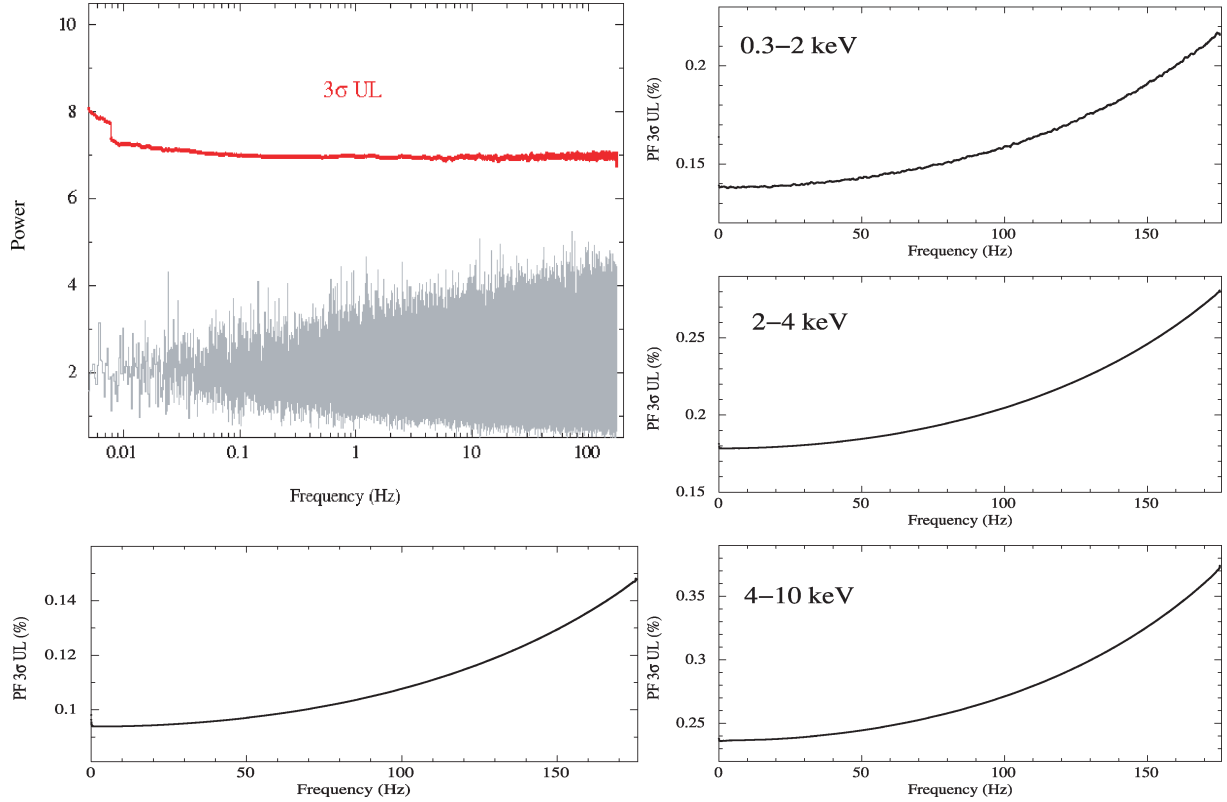 10
8
6
4
2
Power
3σ UL
0.01 0.1 1 10 100
Frequency (Hz)
0.2
0.15
PF 3σ UL (%)
0.3−2 keV
0 50 100 150
Frequency (Hz)
0.25
0.2
0.15
PF 3σ UL (%)
2−4 keV
0 50 100 150
Frequency (Hz)
0.14
0.12
0.1
PF 3σ UL (%)
0 50 100 150
Frequency (Hz)
0.35
0.3
0.25
PF 3σ UL (%)
4−10 keV
0 50 100 150
Frequency (Hz)